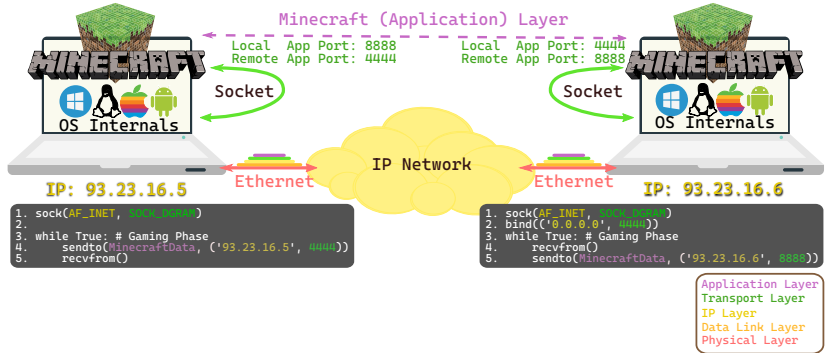 Minecraft (Application) Layer
MINECRAFT
Local App Port: 8888
Remote App Port: 4444
Socket
OS Internals
IP: 93.23.16.5
Local App Port: 4444
Remote App Port: 8888
MINECRAFT
Socket
OS Internals
IP: 93.23.16.6
IP Network
Ethernet
Ethernet
1. sock(AF_INET, SOCK_DGRAM)
2.
3. while True: # Gaming Phase
4. sendto(MinecraftData, ('93.23.16.5', 4444))
5. recvfrom()
1. sock(AF_INET, SOCK_DGRAM)
2. bind(('0.0.0.0', 4444))
3. while True: # Gaming Phase
4. recvfrom()
5. sendto(MinecraftData, ('93.23.16.6', 8888))
Application Layer
Transport Layer
IP Layer
Data Link Layer
Physical Layer